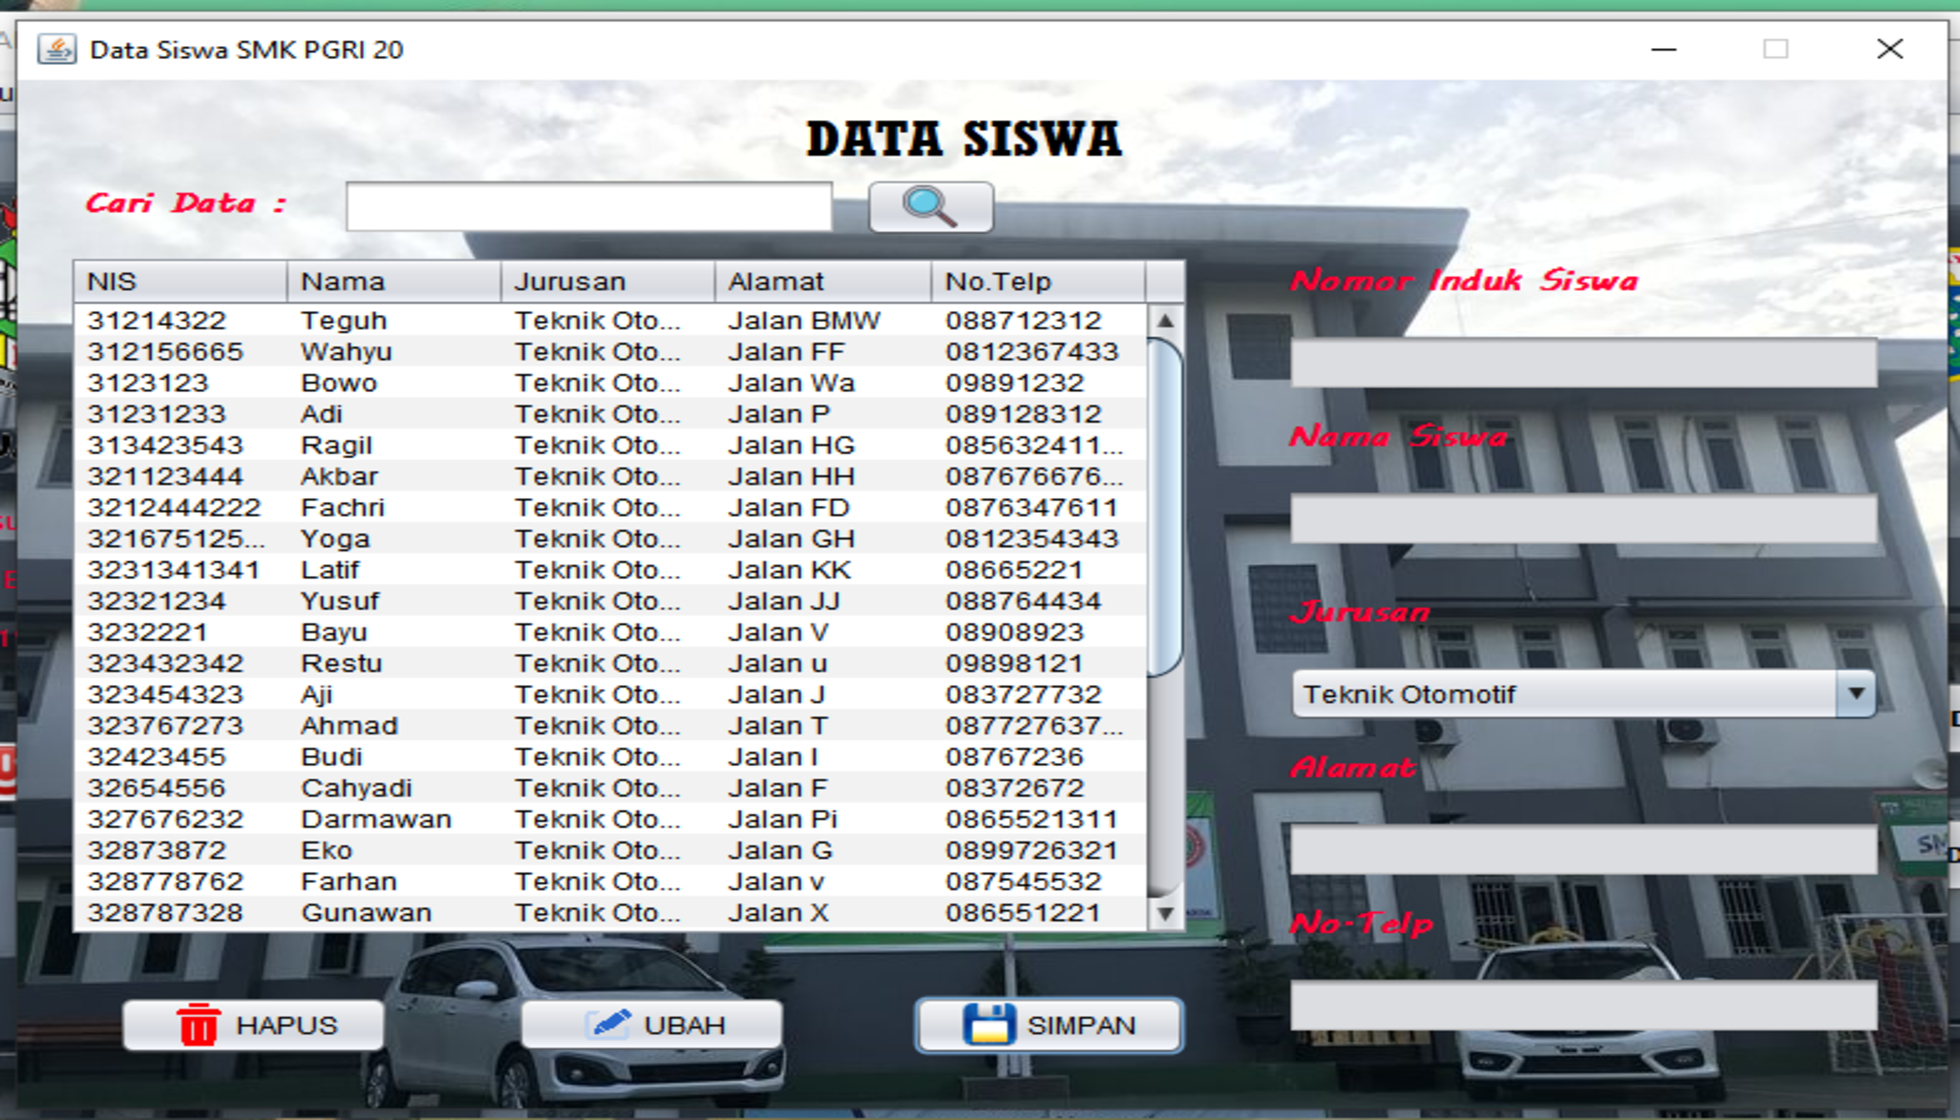 Data Siswa SMK PGRI 20
DATA SISWA
Cari Data :
NIS Nama Jurusan Alamat No.Telp
31214322 Teguh Teknik Oto... Jalan BMW 088712312
312156665 Wahyu Teknik Oto... Jalan FF 0812367433
3123123 Bowo Teknik Oto... Jalan Wa 09891232
31231233 Adi Teknik Oto... Jalan P 089128312
313423543 Ragil Teknik Oto... Jalan HG 085632411...
321123444 Akbar Teknik Oto... Jalan HH 087676676...
3212444222 Fachri Teknik Oto... Jalan FD 0876347611
321675125... Yoga Teknik Oto... Jalan GH 0812354343
3231341341 Latif Teknik Oto... Jalan KK 08665221
32321234 Yusuf Teknik Oto... Jalan JJ 088764434
3232221 Bayu Teknik Oto... Jalan V 08908923
323432342 Restu Teknik Oto... Jalan u 09898121
323454323 Aji Teknik Oto... Jalan J 083727732
323767273 Ahmad Teknik Oto... Jalan T 087727637...
32423455 Budi Teknik Oto... Jalan I 08767236
32654556 Cahyadi Teknik Oto... Jalan F 08372672
327676232 Darmawan Teknik Oto... Jalan Pi 0865521311
32873872 Eko Teknik Oto... Jalan G 0899726321
328778762 Farhan Teknik Oto... Jalan v 087545532
328787328 Gunawan Teknik Oto... Jalan X 086551221
Nomor Induk Siswa
Nama Siswa
Jurusan
Teknik Otomotif
Alamat
No-Telp
HAPUS UBAH SIMPAN